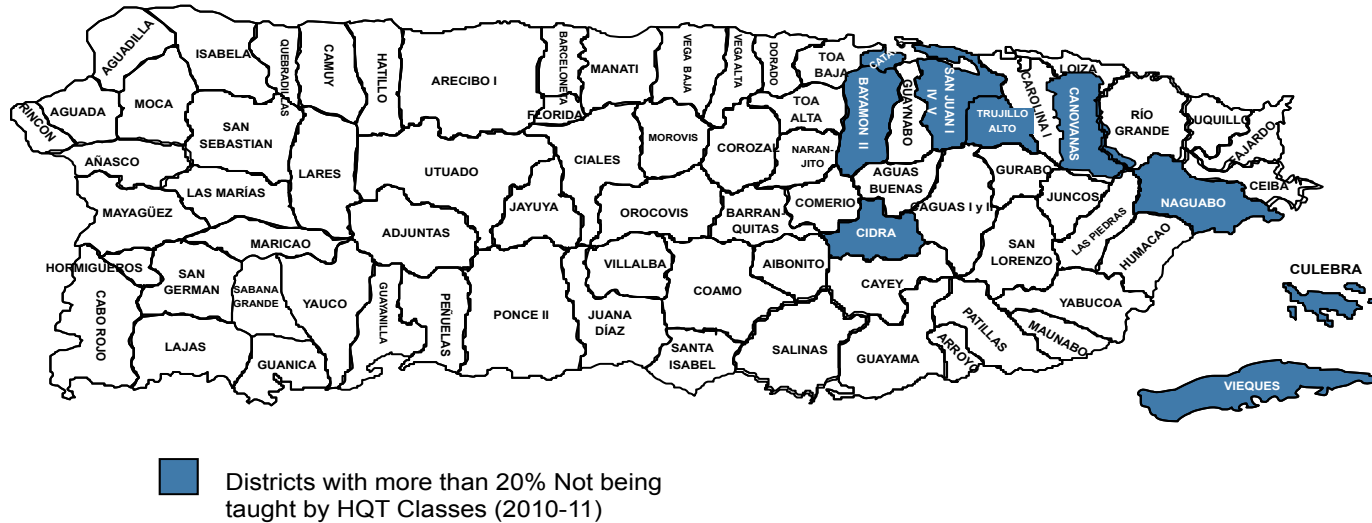 AGUADILLA
ISABELA
QUEBRADILLAS
CAMUY
HATILLO
ARECIBO I
BARCELONETA
MANATI
VEGA BAJA
VEGA ALTA
DORADO
TOA
BAJA
CATA
BAYAMON II
GUAYNABO
SAN JUAN I
IV V
TRUJILLO
ALTO
CAROLINA I
LOIZA
CANOVANAS
RÍO
GRANDE
UQUILLO
FAJARDO
CEIBA
RINCON
AGUADA
MOCA
SAN
SEBASTIAN
LARES
FLORIDA
UTUADO
CIALES
MOROVIS
COROZAL
TOA
ALTA
NARAN-
JITO
AÑASCO
LAS MARÍAS
MAYAGÜEZ
MARICAO
ADJUNTAS
JAYUYA
OROCOVIS
BARRAN-
QUITAS
COMERIO
AGUAS
BUENAS
CIDRA
CAGUAS I y II
GURABO
JUNCOS
LAS PIEDRAS
NAGUABO
HUMACAO
SAN
LORENZO
HORMIGUEROS
CABO ROJO
SAN
GERMAN
SABANA
GRANDE
YAUCO
GUAYANILLA
PEÑUELAS
PONCE II
VILLALBA
JUANA
DÍAZ
COAMO
AIBONITO
CAYEY
YABUCOA
LAJAS
GUANICA
SANTA
ISABEL
SALINAS
GUAYAMA
ARROYO
PATILLAS
MAUNABO
CULEBRA
VIEQUES
Districts with more than 20% Not being
taught by HQT Classes (2010-11)